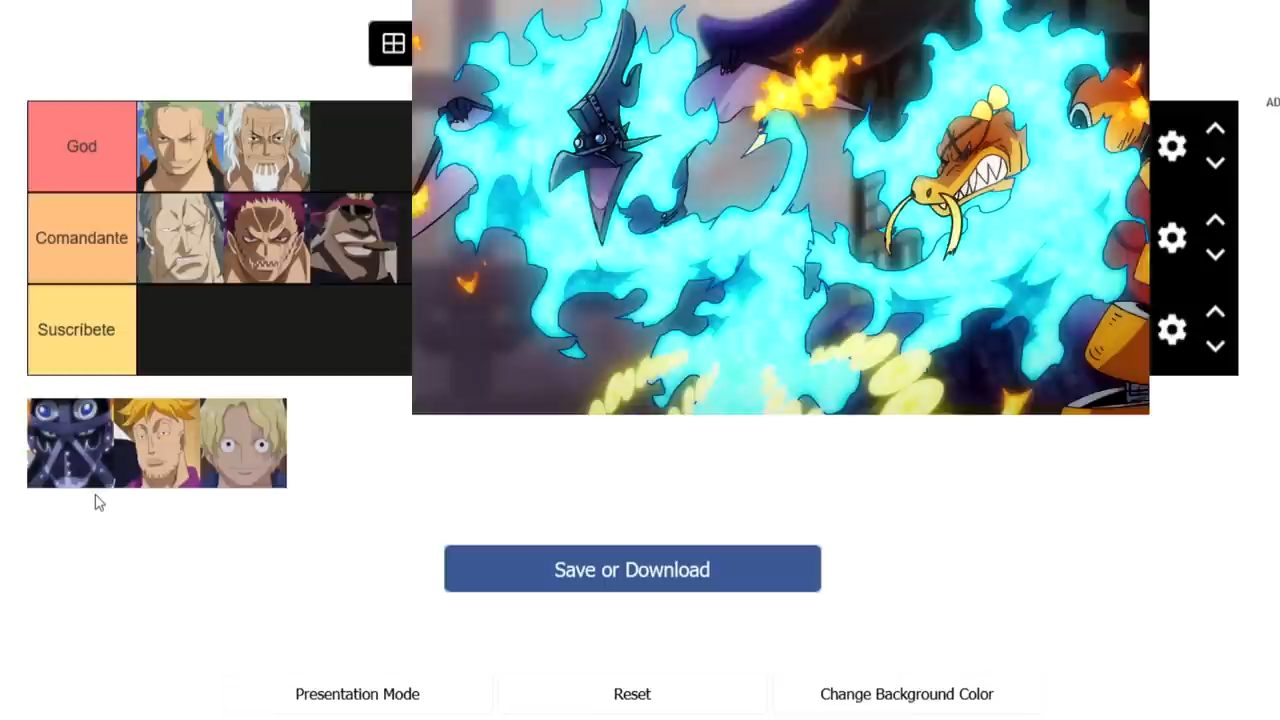 AD
God
Comandante
Suscribete
Save or Download
Presentation Mode
Reset
Change Background Color